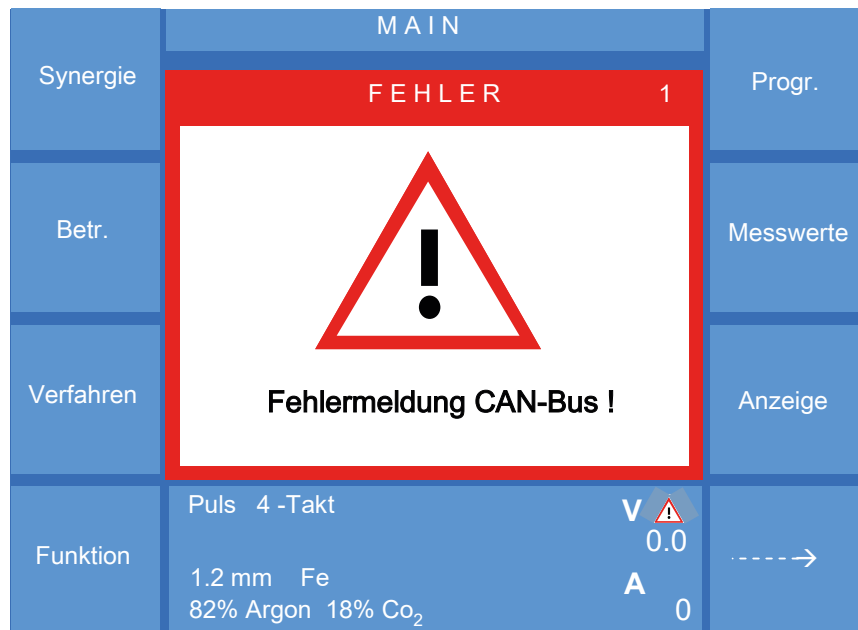 MAIN
Synergie
FEHLER 1
Progr.
Betr.
!
Messwerte
Verfahren
Fehlermeldung CAN-Bus !
Anzeige
Puls 4 -Takt
V !
0.0
Funktion
1.2 mm Fe
A
82% Argon 18% Co₂ 0